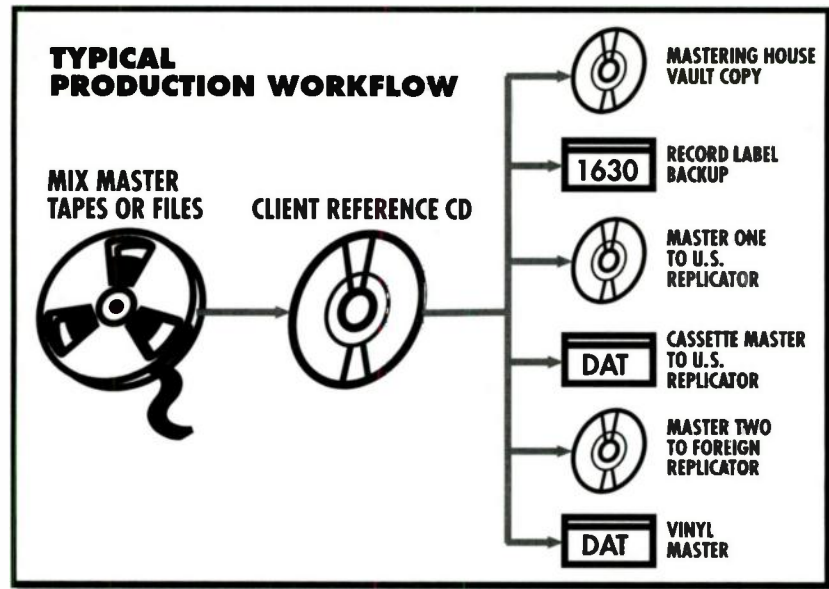 TYPICAL
PRODUCTION WORKFLOW
MIX MASTER
TAPES OR FILES
CLIENT REFERENCE CD
MASTERING HOUSE
VAULT COPY
1630
RECORD LABEL
BACKUP
MASTER ONE
TO U.S.
REPLICATOR
DAT
CASSETTE MASTER
TO U.S.
REPLICATOR
MASTER TWO
TO FOREIGN
REPLICATOR
DAT
VINYL
MASTER